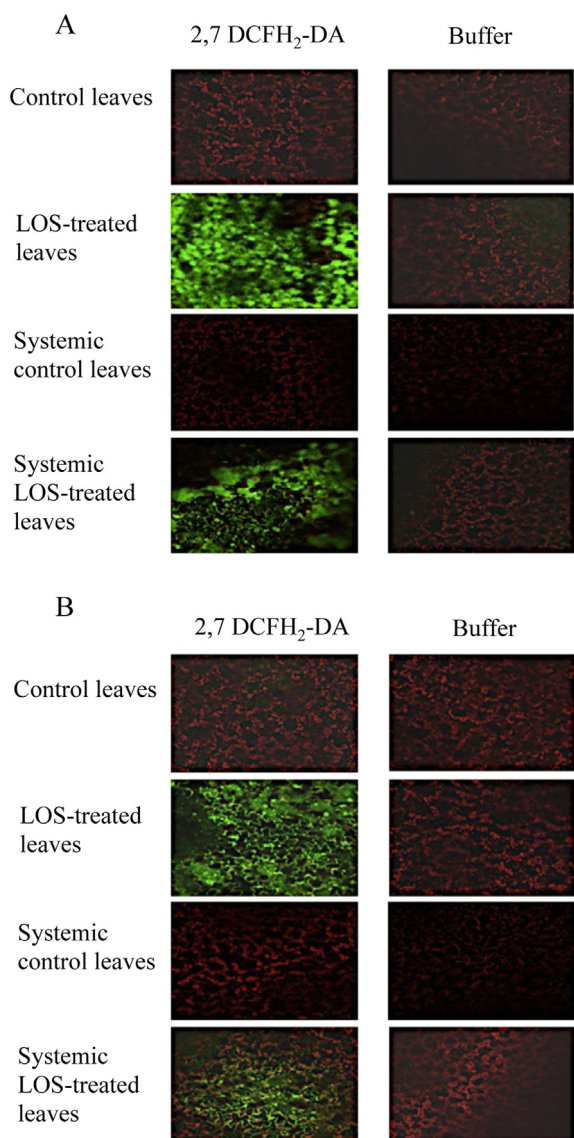 A
2,7 DCFH₂-DA
Buffer
Control leaves
LOS-treated
leaves
Systemic
control leaves
Systemic
LOS-treated
leaves
B
2,7 DCFH₂-DA
Buffer
Control leaves
LOS-treated
leaves
Systemic
control leaves
Systemic
LOS-treated
leaves